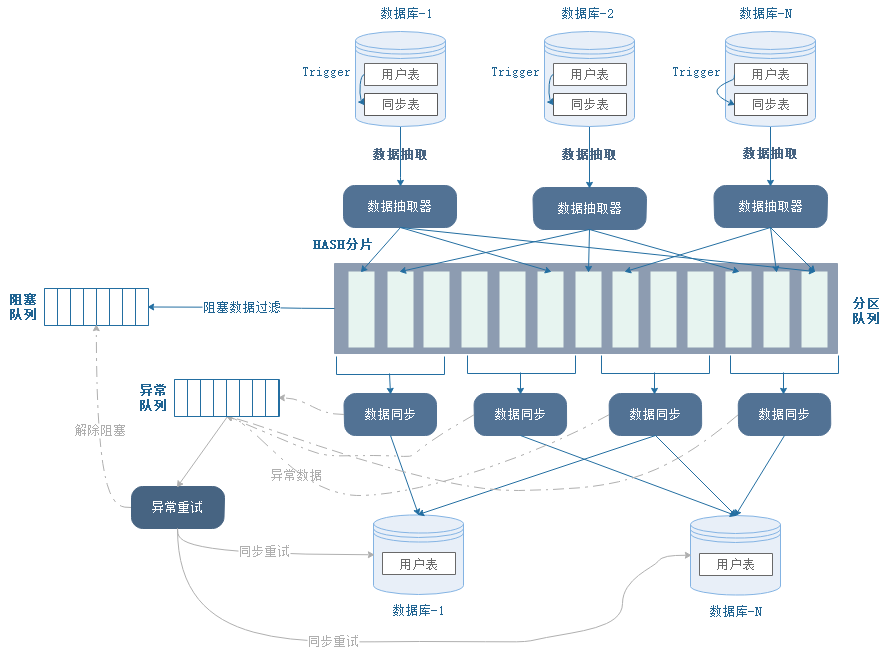 数据库-1
数据库-2
数据库-N
Trigger
用户表
同步表
Trigger
用户表
同步表
Trigger
用户表
同步表
数据抽取
数据抽取
数据抽取
数据抽取器
数据抽取器
数据抽取器
HASH分片
阻塞
队列
阻塞数据过滤
分区
队列
异常
队列
数据同步
数据同步
数据同步
数据同步
解除阻塞
异常数据
异常重试
同步重试
用户表
用户表
数据库-1
数据库-N
同步重试